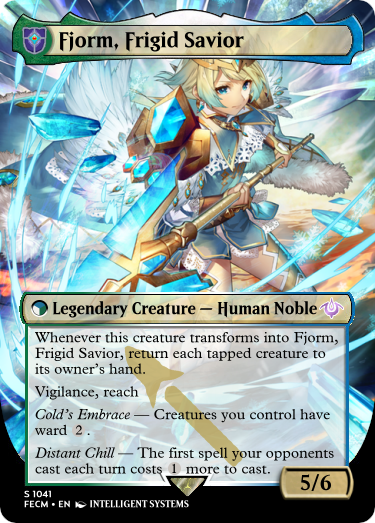 Fjorm, Frigid Savior
Legendary Creature — Human Noble
Whenever this creature transforms into Fjorm,
Frigid Savior, return each tapped creature to
its owner's hand.
Vigilance, reach
Cold's Embrace — Creatures you control have
ward 2 .
Distant Chill — The first spell your opponents
cast each turn costs 1 more to cast.
5/6
S 1041
FECM • EN INTELLIGENT SYSTEMS